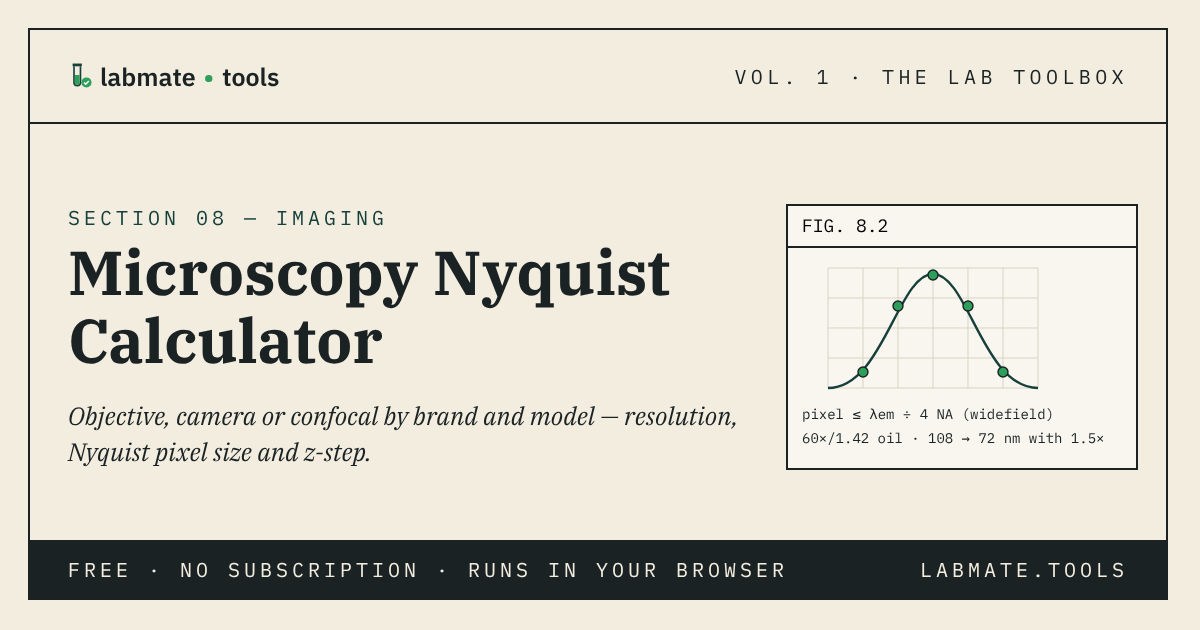 labmate • tools
VOL. 1 · THE LAB TOOLBOX
SECTION 08 — IMAGING
Microscopy Nyquist
Calculator
Objective, camera or confocal by brand and model — resolution,
Nyquist pixel size and z-step.
FIG. 8.2
pixel ≤ λem ÷ 4 NA (widefield)
60×/1.42 oil · 108 → 72 nm with 1.5×
FREE · NO SUBSCRIPTION · RUNS IN YOUR BROWSER
LABMATE.TOOLS